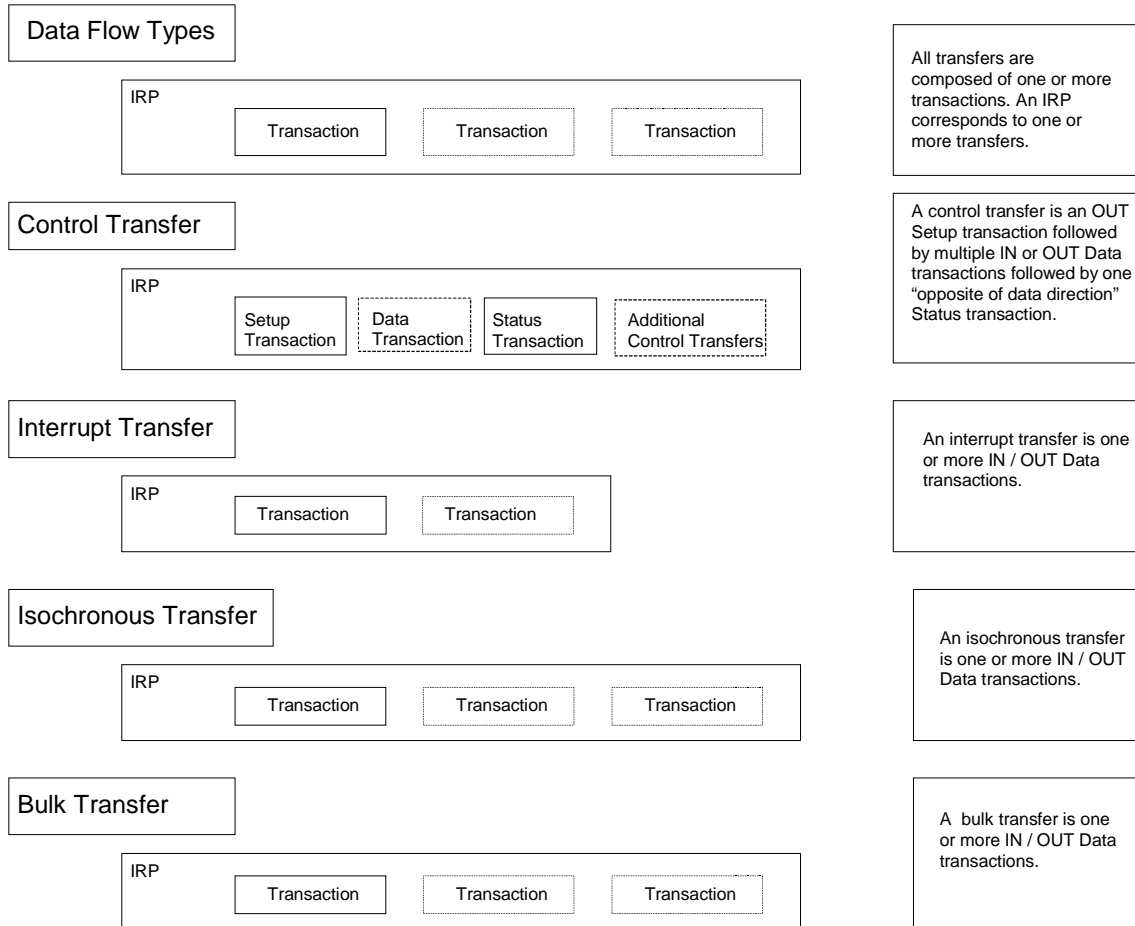 Data Flow Types
IRP
Transaction
Transaction
Transaction
All transfers are
composed of one or more
transactions. An IRP
corresponds to one or
more transfers.
Control Transfer
IRP
Setup
Transaction
Data
Transaction
Status
Transaction
Additional
Control Transfers
A control transfer is an OUT
Setup transaction followed
by multiple IN or OUT Data
transactions followed by one
“opposite of data direction”
Status transaction.
Interrupt Transfer
IRP
Transaction
Transaction
An interrupt transfer is one
or more IN / OUT Data
transactions.
Isochronous Transfer
IRP
Transaction
Transaction
Transaction
An isochronous transfer
is one or more IN / OUT
Data transactions.
Bulk Transfer
IRP
Transaction
Transaction
Transaction
A bulk transfer is one
or more IN / OUT Data
transactions.